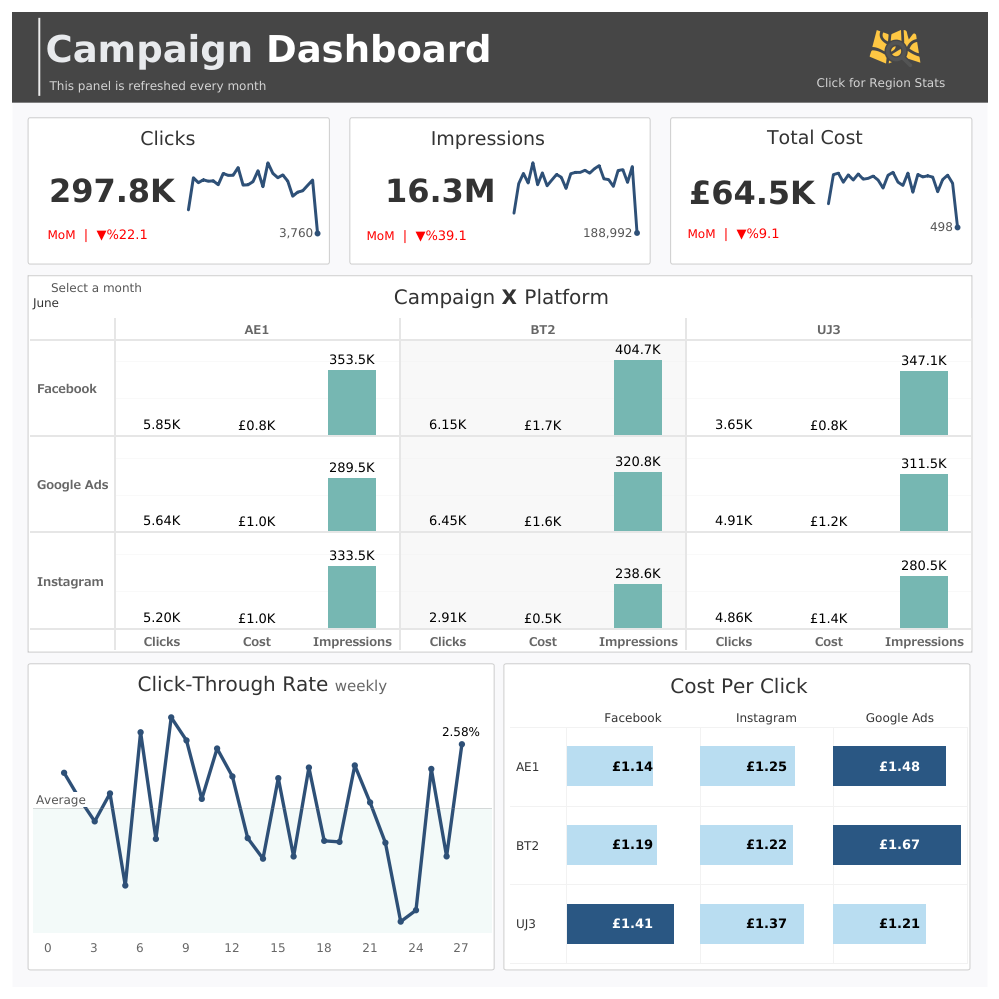 Campaign Dashboard
This panel is refreshed every month
Click for Region Stats
Clicks
297.8K
MoM | ▼%22.1
3,760
Impressions
16.3M
MoM | ▼%39.1
188,992
Total Cost
£64.5K
MoM | ▼%9.1
498
Select a month
June
Campaign X Platform
AE1 BT2 UJ3
Facebook
5.85K £0.8K 353.5K 6.15K £1.7K 404.7K 3.65K £0.8K 347.1K
Google Ads
5.64K £1.0K 289.5K 6.45K £1.6K 320.8K 4.91K £1.2K 311.5K
Instagram
5.20K £1.0K 333.5K 2.91K £0.5K 238.6K 4.86K £1.4K 280.5K
Clicks Cost Impressions Clicks Cost Impressions Clicks Cost Impressions
Click-Through Rate weekly
2.58%
Average
0 3 6 9 12 15 18 21 24 27
Cost Per Click
Facebook Instagram Google Ads
AE1 £1.14 £1.25 £1.48
BT2 £1.19 £1.22 £1.67
UJ3 £1.41 £1.37 £1.21